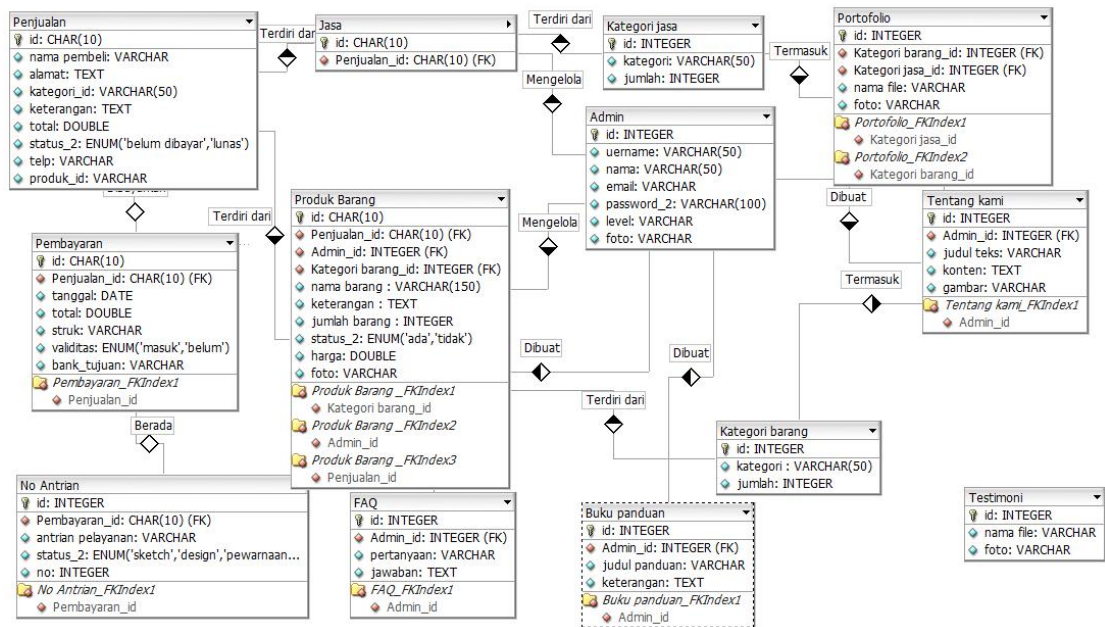 Penjualan
id: CHAR(10)
nama pembeli: VARCHAR
alamat: TEXT
kategori_id: VARCHAR(50)
keterangan: TEXT
total: DOUBLE
status_2: ENUM('belum dibayar','lunas')
telp: VARCHAR
produk_id: VARCHAR
Terdiri dari
Jasa
id: CHAR(10)
Penjualan_id: CHAR(10) (FK)
Terdiri dari
Mengelola
Kategori jasa
id: INTEGER
kategori: VARCHAR(50)
jumlah: INTEGER
Termasuk
Portofolio
id: INTEGER
Kategori barang_id: INTEGER (FK)
Kategori jasa_id: INTEGER (FK)
nama file: VARCHAR
foto: VARCHAR
Portofolio_FKIndex1
Kategori jasa_id
Portofolio_FKIndex2
Kategori barang_id
Admin
id: INTEGER
uername: VARCHAR(50)
nama: VARCHAR(50)
email: VARCHAR
password_2: VARCHAR(100)
level: VARCHAR
foto: VARCHAR
Dibuat
Tentang kami
id: INTEGER
Admin_id: INTEGER (FK)
judul teks: VARCHAR
konten: TEXT
gambar: VARCHAR
Tentang kami_FKIndex1
Admin_id
Terdiri dari
Produk Barang
id: CHAR(10)
Penjualan_id: CHAR(10) (FK)
Admin_id: INTEGER (FK)
Kategori barang_id: INTEGER (FK)
nama barang : VARCHAR(150)
keterangan : TEXT
jumlah barang : INTEGER
status_2: ENUM('ada','tidak')
harga: DOUBLE
foto: VARCHAR
Produk Barang _FKIndex1
Kategori barang_id
Produk Barang _FKIndex2
Admin_id
Produk Barang _FKIndex3
Penjualan_id
Mengelola
Termasuk
Pembayaran
id: CHAR(10)
Penjualan_id: CHAR(10) (FK)
tanggal: DATE
total: DOUBLE
struk: VARCHAR
validitas: ENUM('masuk','belum')
bank_tujuan: VARCHAR
Pembayaran_FKIndex1
Penjualan_id
Dibuat
Dibuat
Terdiri dari
Berada
Kategori barang
id: INTEGER
kategori : VARCHAR(50)
jumlah: INTEGER
No Antrian
id: INTEGER
Pembayaran_id: CHAR(10) (FK)
antrian pelayanan: VARCHAR
status_2: ENUM('sketch','design','pewarnaan...
no: INTEGER
No Antrian_FKIndex1
Pembayaran_id
FAQ
id: INTEGER
Admin_id: INTEGER (FK)
pertanyaan: VARCHAR
jawaban: TEXT
FAQ_FKIndex1
Admin_id
Buku panduan
id: INTEGER
Admin_id: INTEGER (FK)
judul panduan: VARCHAR
keterangan: TEXT
Buku panduan_FKIndex1
Admin_id
Testimoni
id: INTEGER
nama file: VARCHAR
foto: VARCHAR